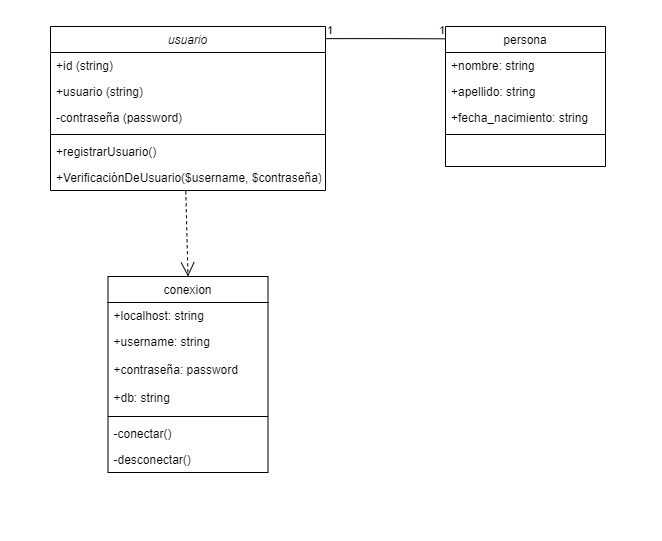 usuario
+id (string)
+usuario (string)
-contraseña (password)
+registrarUsuario()
+VerificaciónDeUsuario($username, $contraseña)
1
1
persona
+nombre: string
+apellido: string
+fecha_nacimiento: string
conexion
+localhost: string
+username: string
+contraseña: password
+db: string
-conectar()
-desconectar()